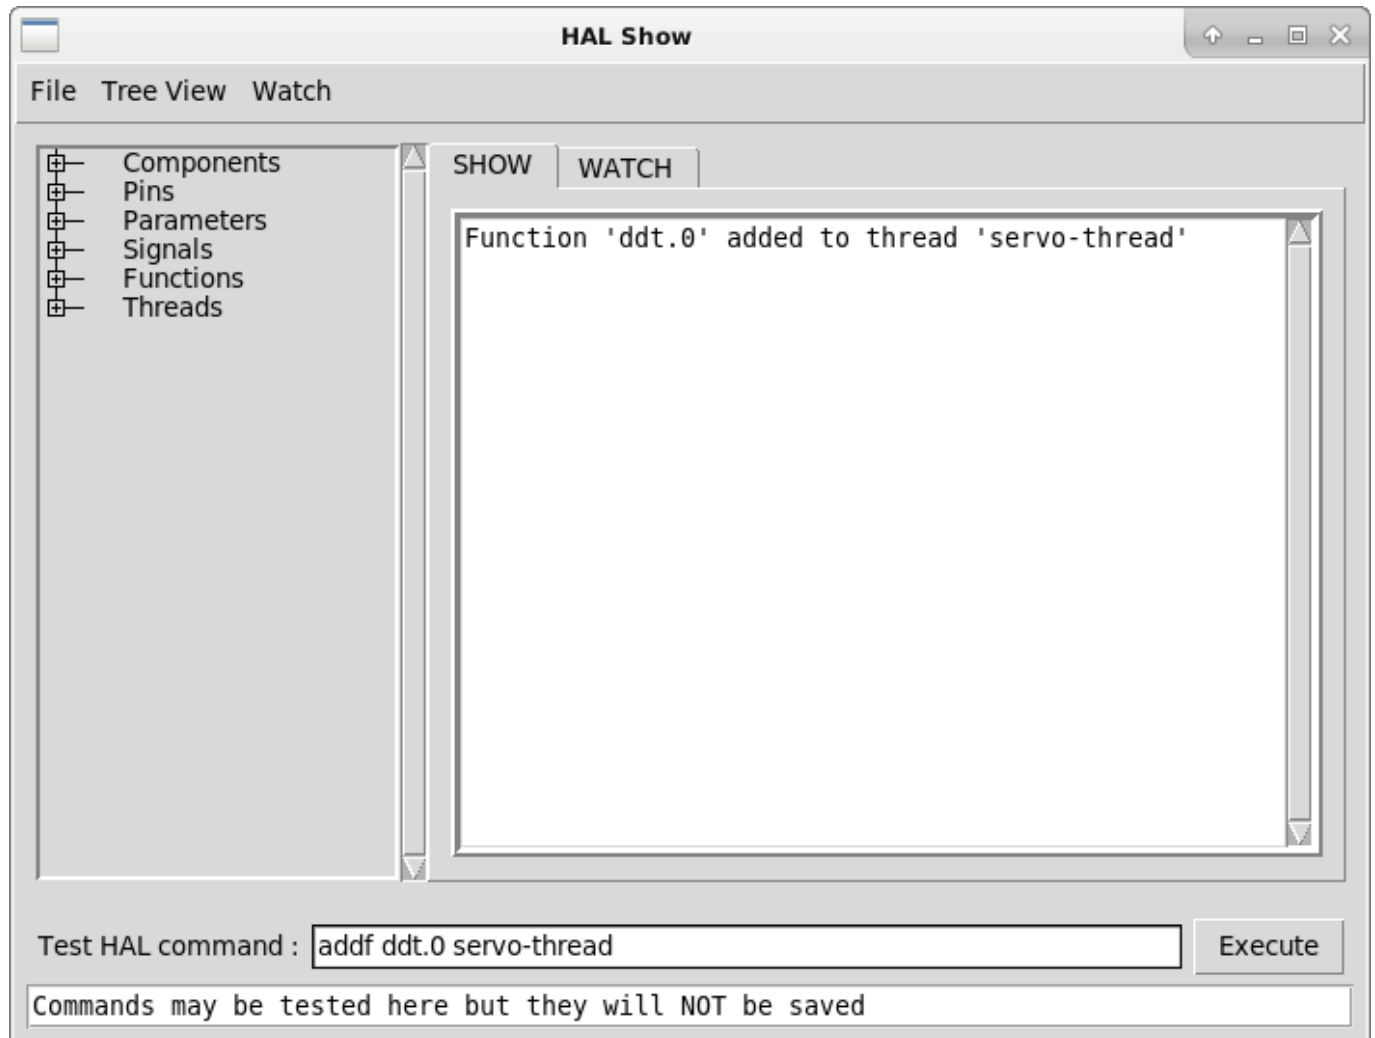 HAL Show
File Tree View Watch
Components
Pins
Parameters
Signals
Functions
Threads
SHOW WATCH
Function 'ddt.0' added to thread 'servo-thread'
Test HAL command : addf ddt.0 servo-thread Execute
Commands may be tested here but they will NOT be saved